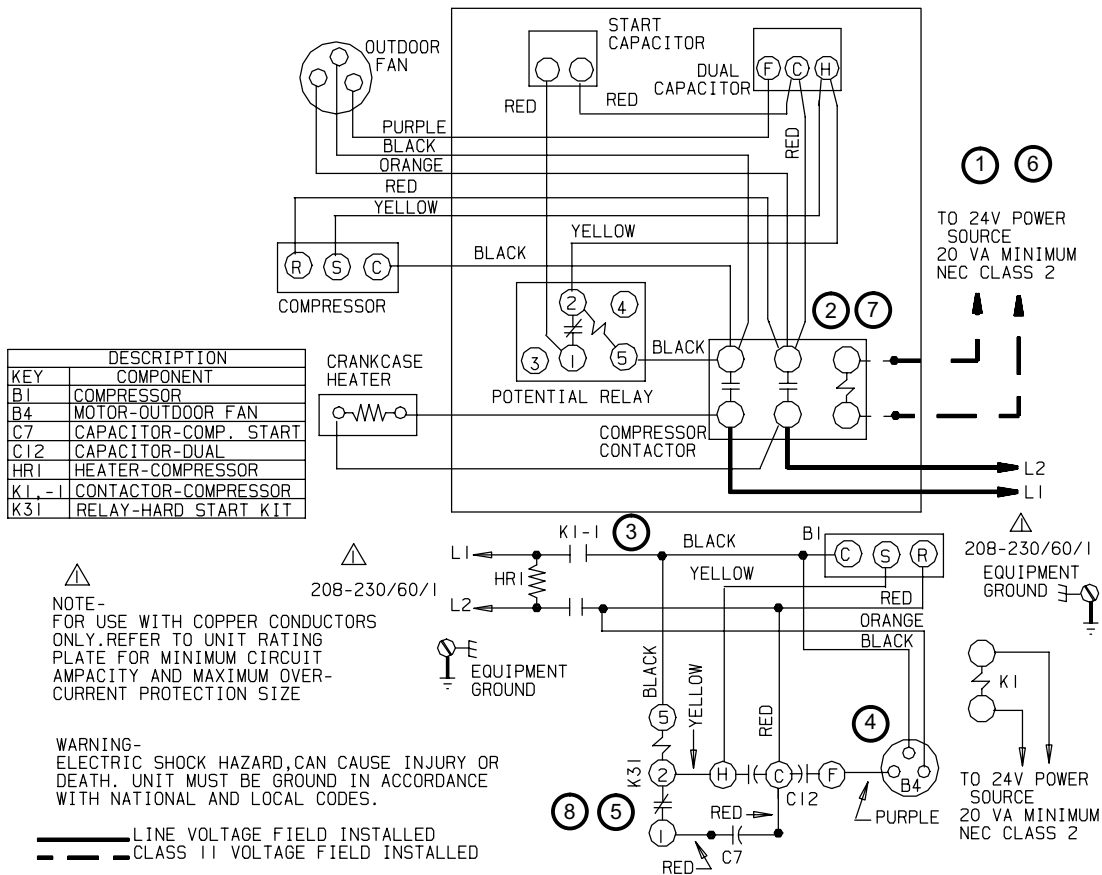 START
CAPACITOR
OUTDOOR
FAN
DUAL
CAPACITOR
F C H
RED
RED
RED
PURPLE
BLACK
ORANGE
RED
YELLOW
YELLOW
BLACK
R S C
COMPRESSOR
1 6
TO 24V POWER
SOURCE
20 VA MINIMUM
NEC CLASS 2
2 4
3 1 5
BLACK
POTENTIAL RELAY
2 7
COMPRESSOR
CONTACTOR
CRANKCASE
HEATER
L2
L1
208-230/60/1
DESCRIPTION
KEY COMPONENT
B1 COMPRESSOR
B4 MOTOR-OUTDOOR FAN
C7 CAPACITOR-COMP. START
C12 CAPACITOR-DUAL
HR1 HEATER-COMPRESSOR
K1,-1 CONTACTOR-COMPRESSOR
K31 RELAY-HARD START KIT
1
NOTE-
FOR USE WITH COPPER CONDUCTORS
ONLY.REFER TO UNIT RATING
PLATE FOR MINIMUM CIRCUIT
AMPACITY AND MAXIMUM OVER-
CURRENT PROTECTION SIZE
WARNING-
ELECTRIC SHOCK HAZARD,CAN CAUSE INJURY OR
DEATH. UNIT MUST BE GROUND IN ACCORDANCE
WITH NATIONAL AND LOCAL CODES.
LINE VOLTAGE FIELD INSTALLED
CLASS II VOLTAGE FIELD INSTALLED
1
208-230/60/1
L1
L2
HR1
K1-1
3
BLACK
B1
C S R
YELLOW
RED
ORANGE
BLACK
EQUIPMENT
GROUND
BLACK
YELLOW
RED
5
K31
2
1
H C F
C12
4
B4
PURPLE
8 5
RED
C7
RED
1
EQUIPMENT
GROUND
K1
TO 24V POWER
SOURCE
20 VA MINIMUM
NEC CLASS 2